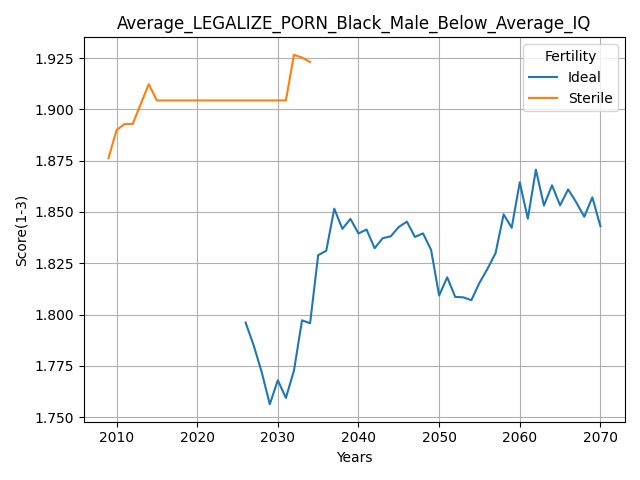 Average_LEGALIZE_PORN_Black_Male_Below_Average_IQ
Fertility
Ideal
Sterile
Score(1-3)
1.925
1.900
1.875
1.850
1.825
1.800
1.775
1.750
2010 2020 2030 2040 2050 2060 2070
Years